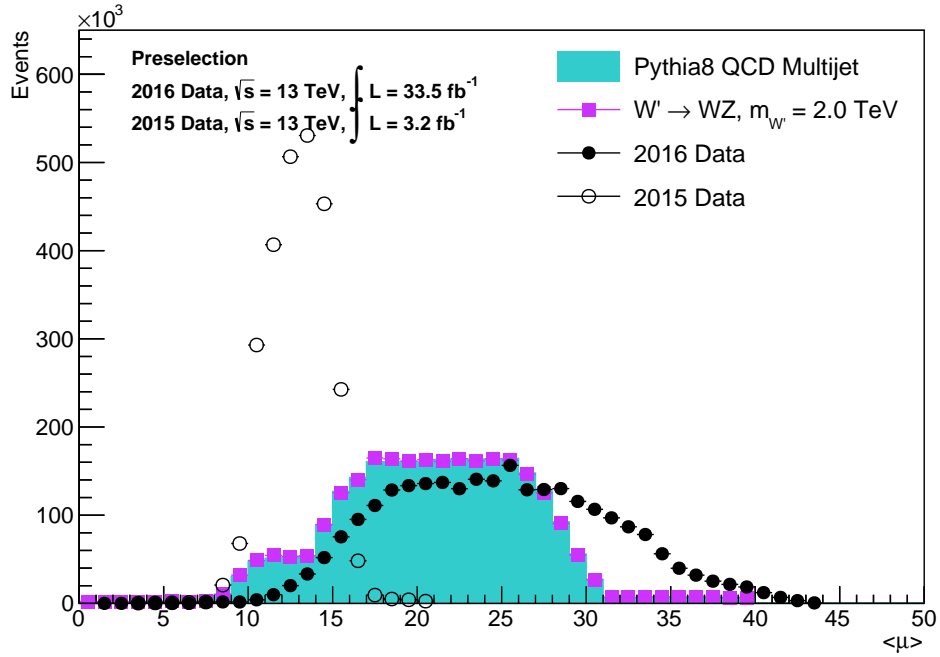 ×10³
Events
Preselection
2016 Data, √s = 13 TeV, ∫ L = 33.5 fb⁻¹
2015 Data, √s = 13 TeV, ∫ L = 3.2 fb⁻¹
Pythia8 QCD Multijet
W' → WZ, m_W' = 2.0 TeV
2016 Data
2015 Data
600
500
400
300
200
100
0
0 5 10 15 20 25 30 35 40 45 50
<μ>